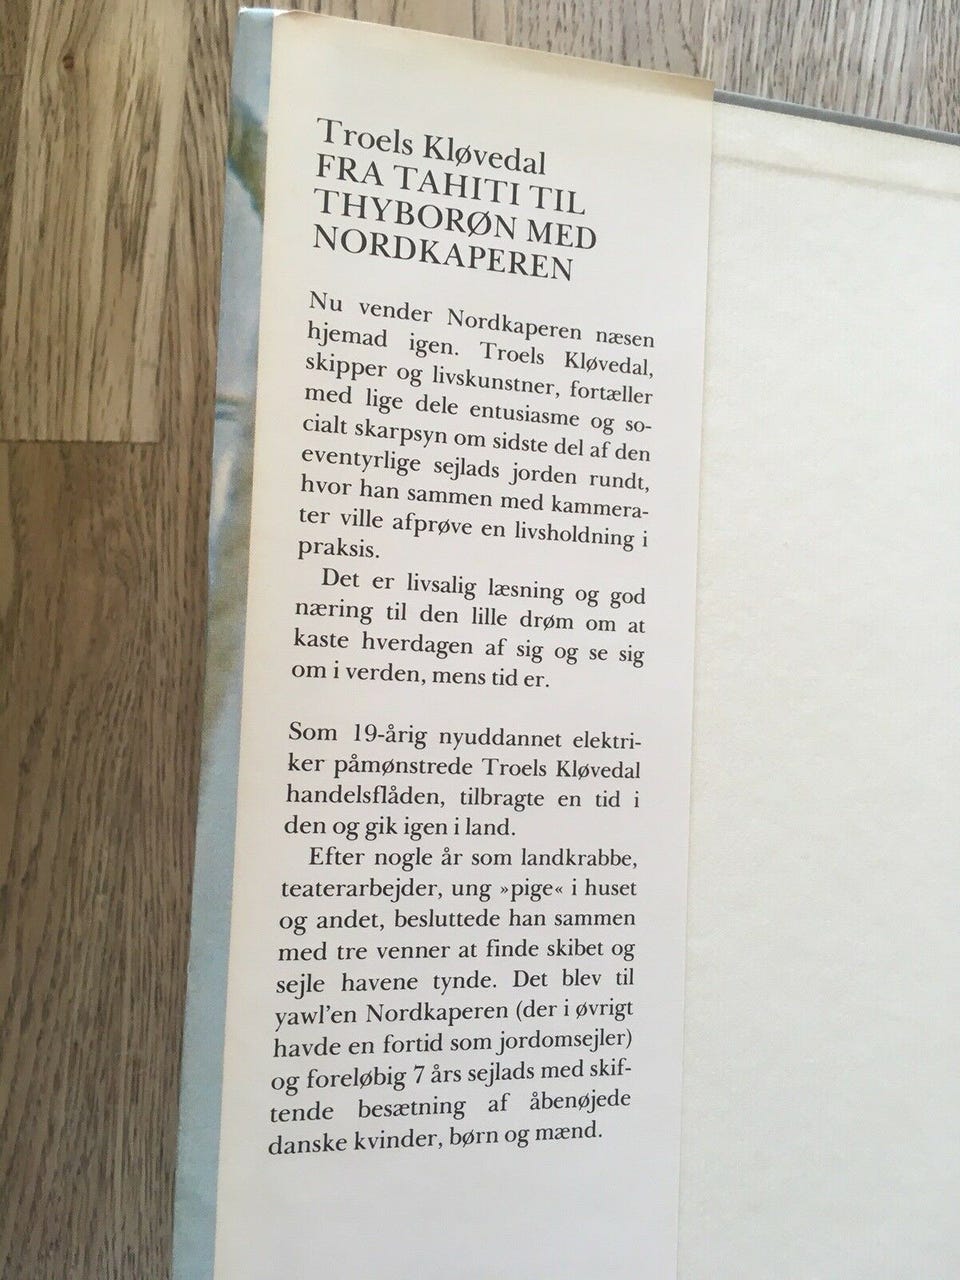 Troels Kløvedal
FRA TAHITI TIL
THYBORØN MED
NORDKAPEREN
Nu vender Nordkaperen næsen
hjemad igen. Troels Kløvedal,
skipper og livskunstner, fortæller
med lige dele entusiasme og so-
cialt skarpsyn om sidste del af den
eventyrlige sejlads jorden rundt,
hvor han sammen med kammera-
ter ville afprøve en livsholdning i
praksis.
Det er livsalig læsning og god
næring til den lille drøm om at
kaste hverdagen af sig og se sig
om i verden, mens tid er.
Som 19-årig nyuddannet elektri-
ker påmønstrede Troels Kløvedal
handelsflåden, tilbragte en tid i
den og gik igen i land.
Efter nogle år som landkrabbe,
teaterarbejder, ung »pige« i huset
og andet, besluttede han sammen
med tre venner at finde skibet og
sejle havene tynde. Det blev til
yawl'en Nordkaperen (der i øvrigt
havde en fortid som jordomsejler)
og foreløbig 7 års sejlads med skif-
tende besætning af åbenøjede
danske kvinder, børn og mænd.